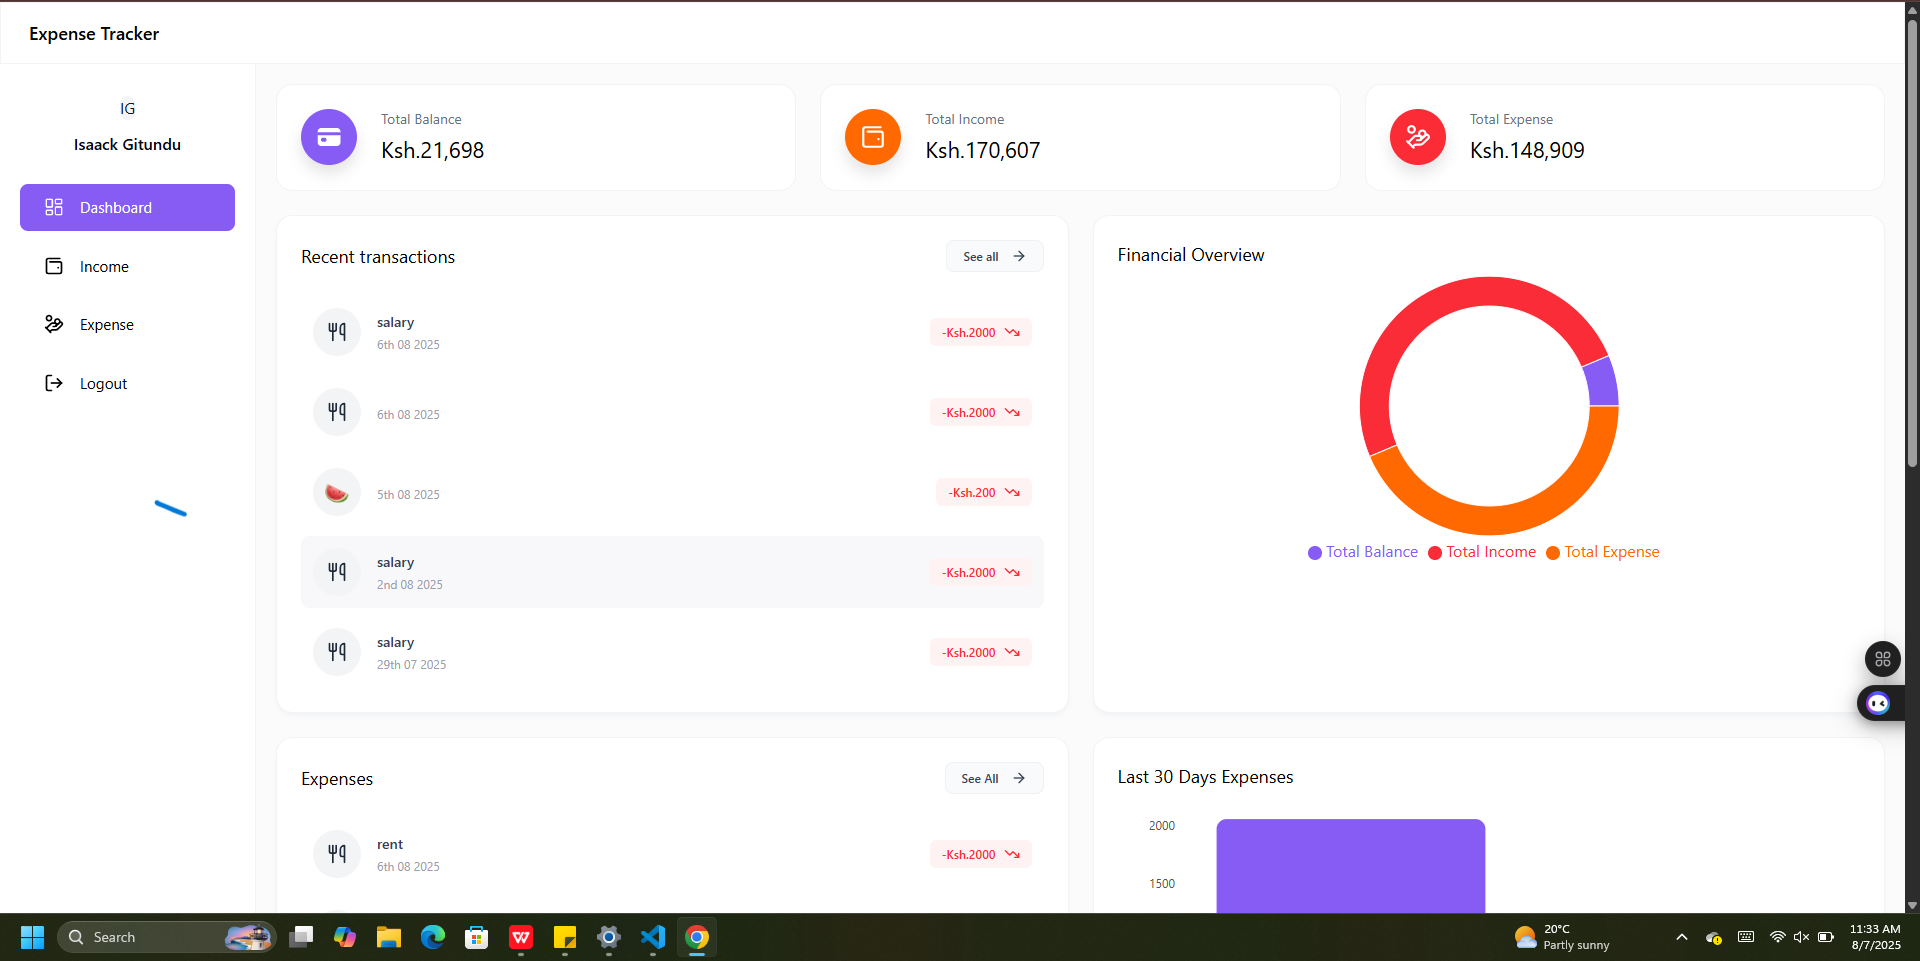 Expense Tracker
IG
Isaack Gitundu
Dashboard
Income
Expense
Logout
Total Balance
Ksh.21,698
Total Income
Ksh.170,607
Total Expense
Ksh.148,909
Recent transactions
See all
salary
6th 08 2025
-Ksh.2000
6th 08 2025
-Ksh.2000
5th 08 2025
-Ksh.200
salary
2nd 08 2025
-Ksh.2000
salary
29th 07 2025
-Ksh.2000
Financial Overview
Total Balance Total Income Total Expense
Expenses
See All
rent
6th 08 2025
-Ksh.2000
Last 30 Days Expenses
2000
1500
Search
20°C
Partly sunny
11:33 AM
8/7/2025